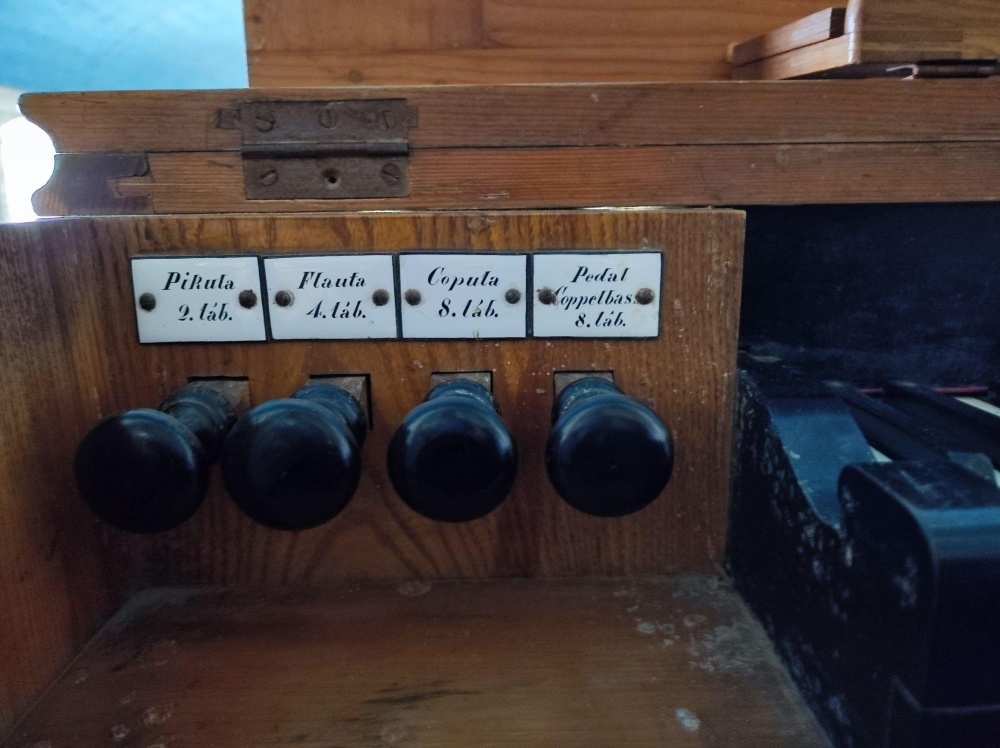 Pikula
2. láb.
Flauta
4. láb.
Copula
8. láb.
Pedal
Coppelbass
8. láb.